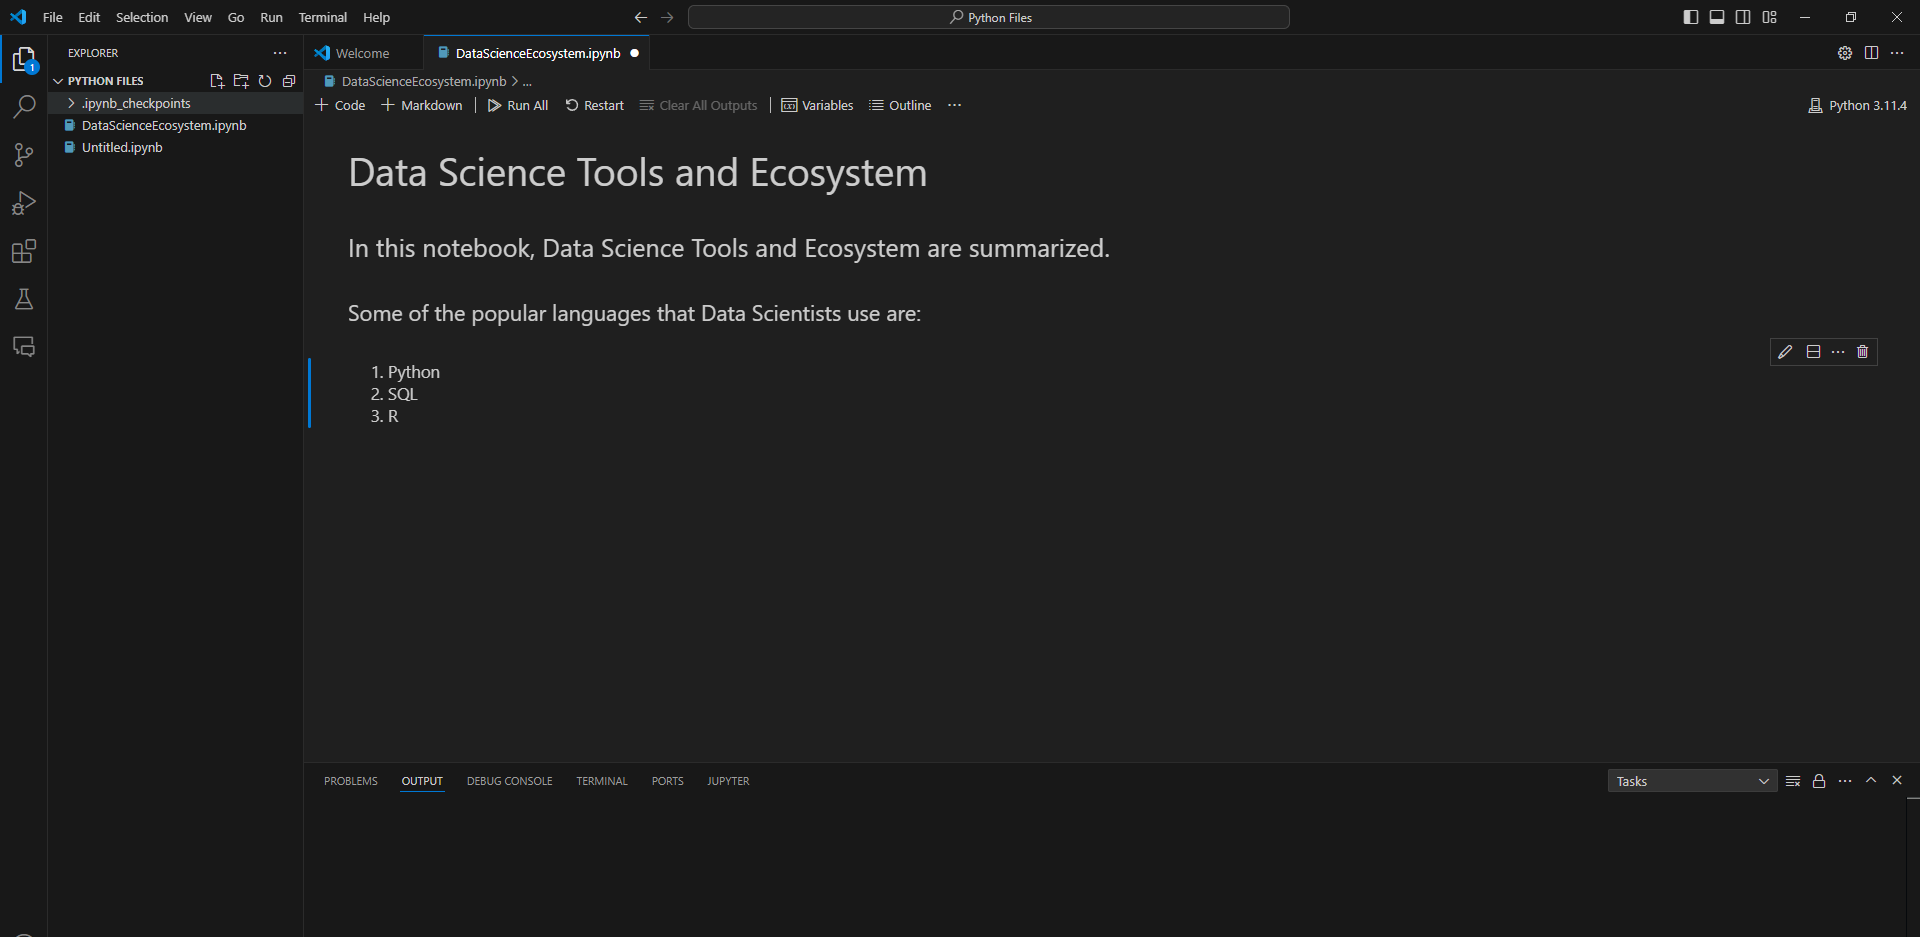 File Edit Selection View Go Run Terminal Help
Python Files
EXPLORER
PYTHON FILES
.ipynb_checkpoints
DataScienceEcosystem.ipynb
Untitled.ipynb
1
Welcome
DataScienceEcosystem.ipynb
DataScienceEcosystem.ipynb > ...
Code Markdown Run All Restart Clear All Outputs Variables Outline ...
Python 3.11.4
Data Science Tools and Ecosystem
In this notebook, Data Science Tools and Ecosystem are summarized.
Some of the popular languages that Data Scientists use are:
1. Python
2. SQL
3. R
PROBLEMS OUTPUT DEBUG CONSOLE TERMINAL PORTS JUPYTER
Tasks